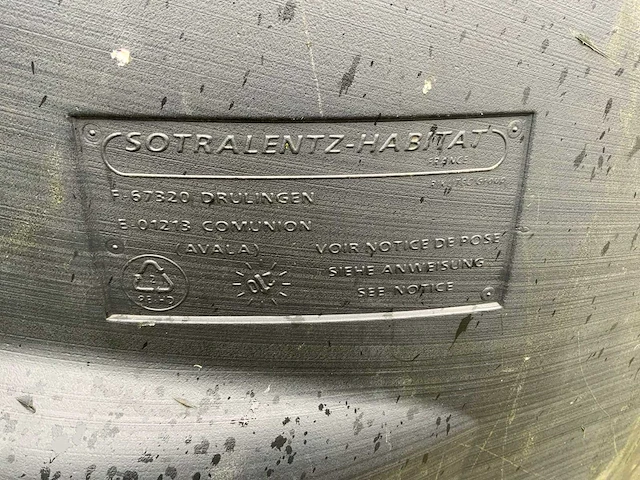 SOTRALENTZ-HABITAT
FRANCE
F-67320 DRULINGEN
E-01213 COMUNION
(AVALA)
VOIR NOTICE DE POSE
SIEHE ANWEISUNG
SEE NOTICE
PE HD